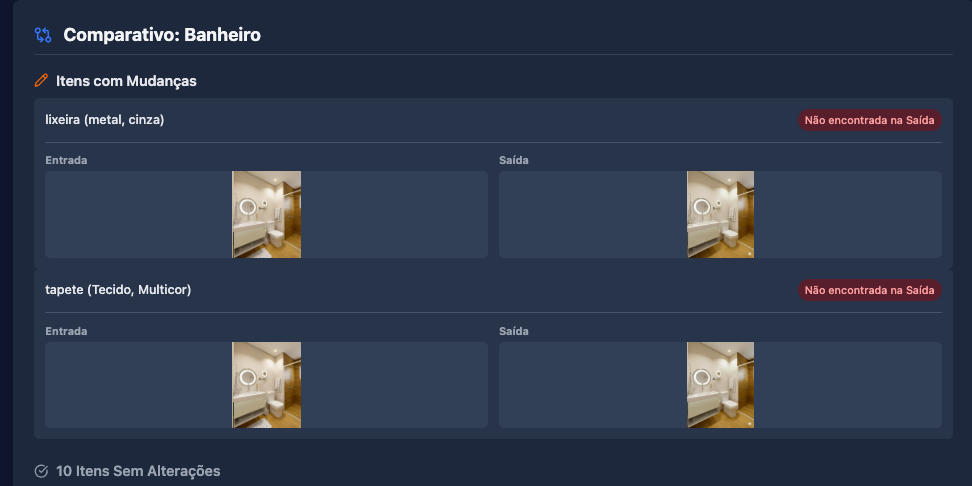 Comparativo: Banheiro
Itens com Mudanças
lixeira (metal, cinza)
Não encontrada na Saída
Entrada
Saída
tapete (Tecido, Multicor)
Não encontrada na Saída
Entrada
Saída
10 Itens Sem Alterações